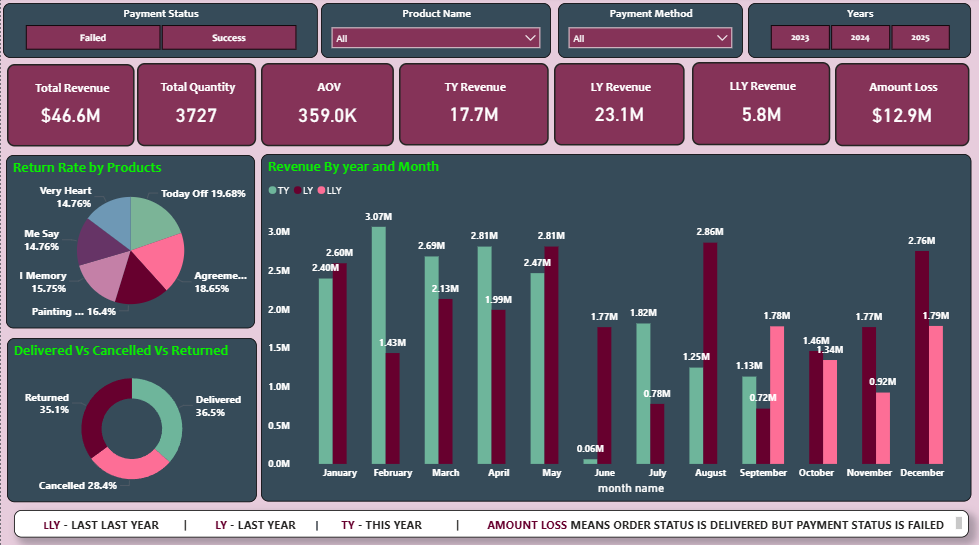 Payment Status
Failed
Success
Product Name
All
Payment Method
All
Years
2023
2024
2025
Total Revenue
$46.6M
Total Quantity
3727
AOV
359.0K
TY Revenue
17.7M
LY Revenue
23.1M
LLY Revenue
5.8M
Amount Loss
$12.9M
Return Rate by Products
Very Heart
14.76%
Today Off 19.68%
Me Say
14.76%
I Memory
15.75%
Agreeme...
18.65%
Painting ... 16.4%
Delivered Vs Cancelled Vs Returned
Returned
35.1%
Delivered
36.5%
Cancelled 28.4%
Revenue By year and Month
TY LY LLY
3.0M
2.5M
2.0M
1.5M
1.0M
0.5M
0.0M
2.40M
2.60M
3.07M
1.43M
2.69M
2.13M
2.81M
1.99M
2.47M
2.81M
0.06M
1.77M
1.82M
0.78M
1.25M
2.86M
1.13M
0.72M
1.78M
1.46M
1.34M
1.77M
0.92M
2.76M
1.79M
January February March April May June July August September October November December
month name
LLY - LAST LAST YEAR | LY - LAST YEAR | TY - THIS YEAR | AMOUNT LOSS MEANS ORDER STATUS IS DELIVERED BUT PAYMENT STATUS IS FAILED